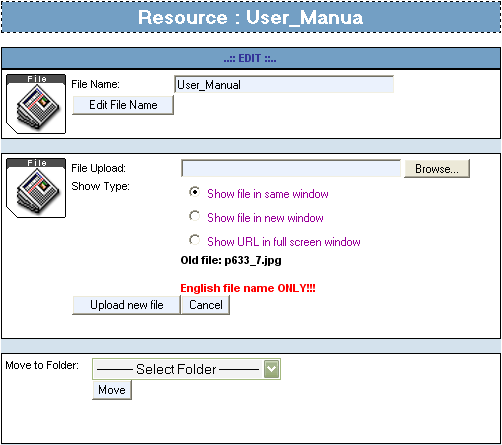 Resource : User_Manua
..:: EDIT ::..
File
File Name:
User_Manual
Edit File Name
File
File Upload:
Browse...
Show Type:
Show file in same window
Show file in new window
Show URL in full screen window
Old file: p633_7.jpg
English file name ONLY!!!
Upload new file
Cancel
Move to Folder:
——— Select Folder ———
Move